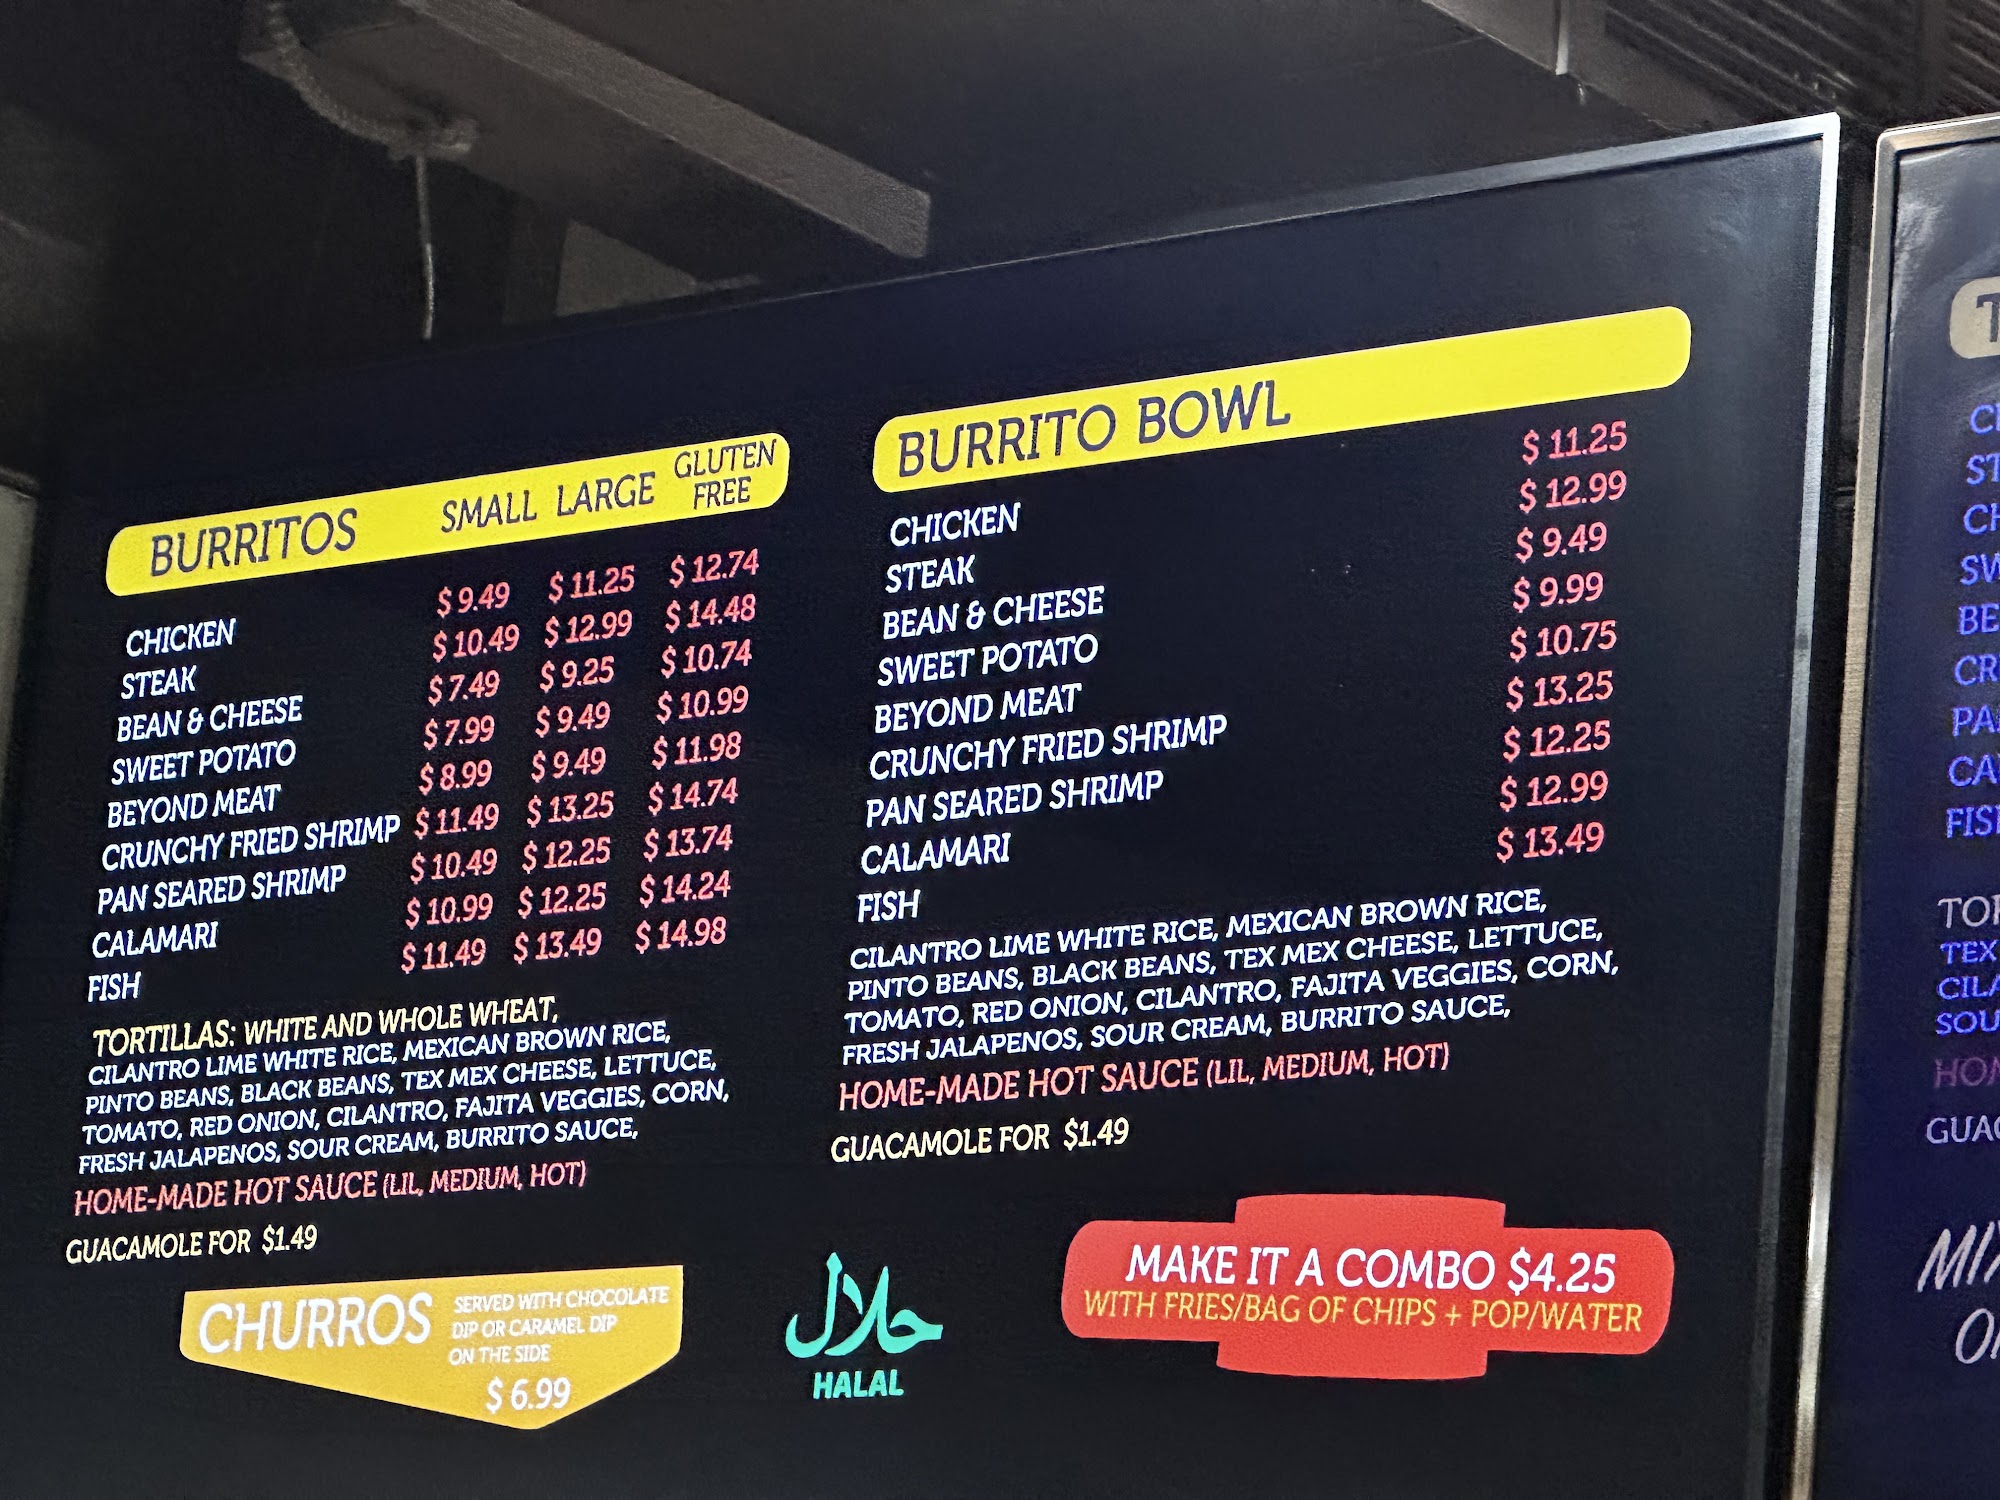 BURRITOS SMALL LARGE GLUTEN FREE
CHICKEN $ 9.49 $ 11.25 $ 12.74
STEAK $ 10.49 $ 12.99 $ 14.48
BEAN & CHEESE $ 7.49 $ 9.25 $ 10.74
SWEET POTATO $ 7.99 $ 9.49 $ 10.99
BEYOND MEAT $ 8.99 $ 9.49 $ 11.98
CRUNCHY FRIED SHRIMP $ 11.49 $ 13.25 $ 14.74
PAN SEARED SHRIMP $ 10.49 $ 12.25 $ 13.74
CALAMARI $ 10.99 $ 12.25 $ 14.24
FISH $ 11.49 $ 13.49 $ 14.98
TORTILLAS: WHITE AND WHOLE WHEAT,
CILANTRO LIME WHITE RICE, MEXICAN BROWN RICE,
PINTO BEANS, BLACK BEANS, TEX MEX CHEESE, LETTUCE,
TOMATO, RED ONION, CILANTRO, FAJITA VEGGIES, CORN,
FRESH JALAPENOS, SOUR CREAM, BURRITO SAUCE,
HOME-MADE HOT SAUCE (LIL, MEDIUM, HOT)
GUACAMOLE FOR $1.49
CHURROS
SERVED WITH CHOCOLATE
DIP OR CARAMEL DIP
ON THE SIDE
$ 6.99
BURRITO BOWL
CHICKEN $ 11.25
STEAK $ 12.99
BEAN & CHEESE $ 9.49
SWEET POTATO $ 9.99
BEYOND MEAT $ 10.75
CRUNCHY FRIED SHRIMP $ 13.25
PAN SEARED SHRIMP $ 12.25
CALAMARI $ 12.99
FISH $ 13.49
CILANTRO LIME WHITE RICE, MEXICAN BROWN RICE,
PINTO BEANS, BLACK BEANS, TEX MEX CHEESE, LETTUCE,
TOMATO, RED ONION, CILANTRO, FAJITA VEGGIES, CORN,
FRESH JALAPENOS, SOUR CREAM, BURRITO SAUCE,
HOME-MADE HOT SAUCE (LIL, MEDIUM, HOT)
GUACAMOLE FOR $1.49
حلال
HALAL
MAKE IT A COMBO $4.25
WITH FRIES/BAG OF CHIPS + POP/WATER
TEX